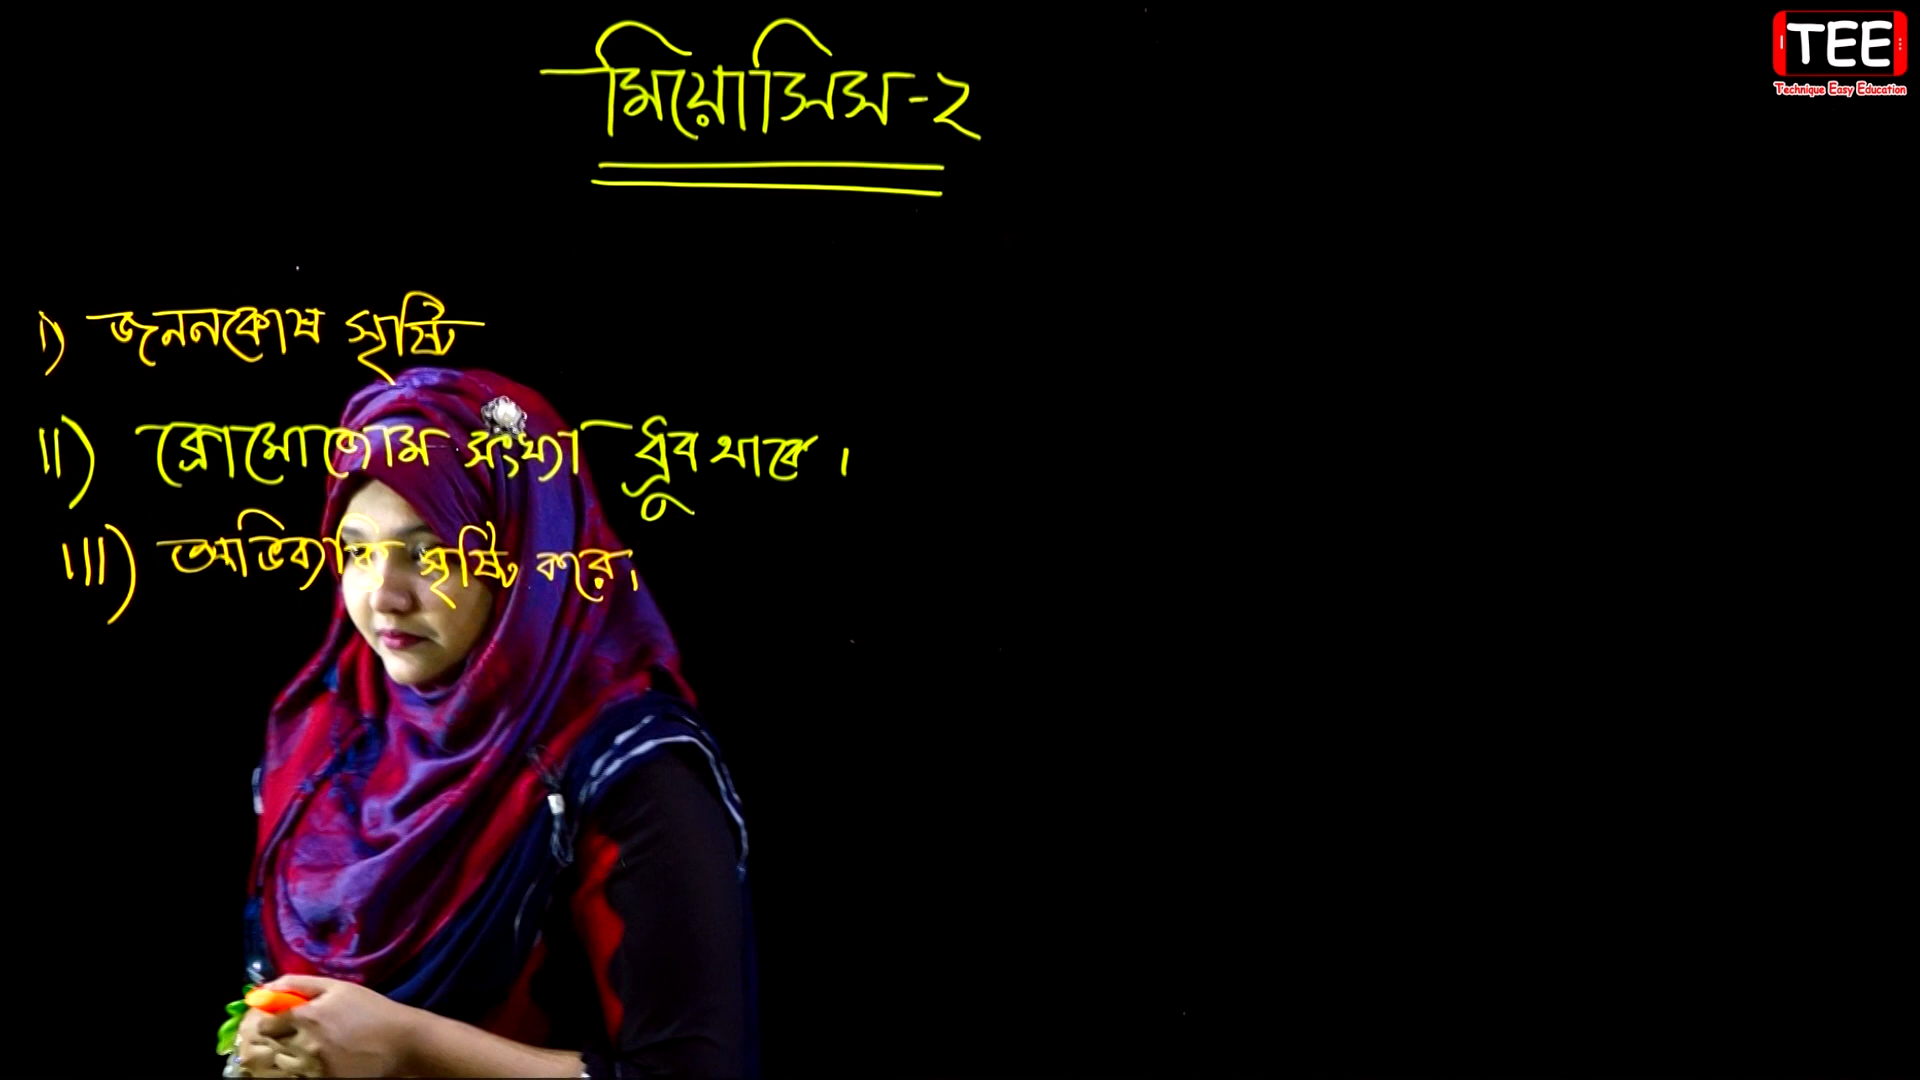 TEE
Technique Easy Education
মিয়োসিস-২
i) জননকোষ সৃষ্টি
ii) ক্রোমোজোম সংখ্যা ধ্রুব থাকে।
iii) অভিব্যক্তি সৃষ্টি করে।